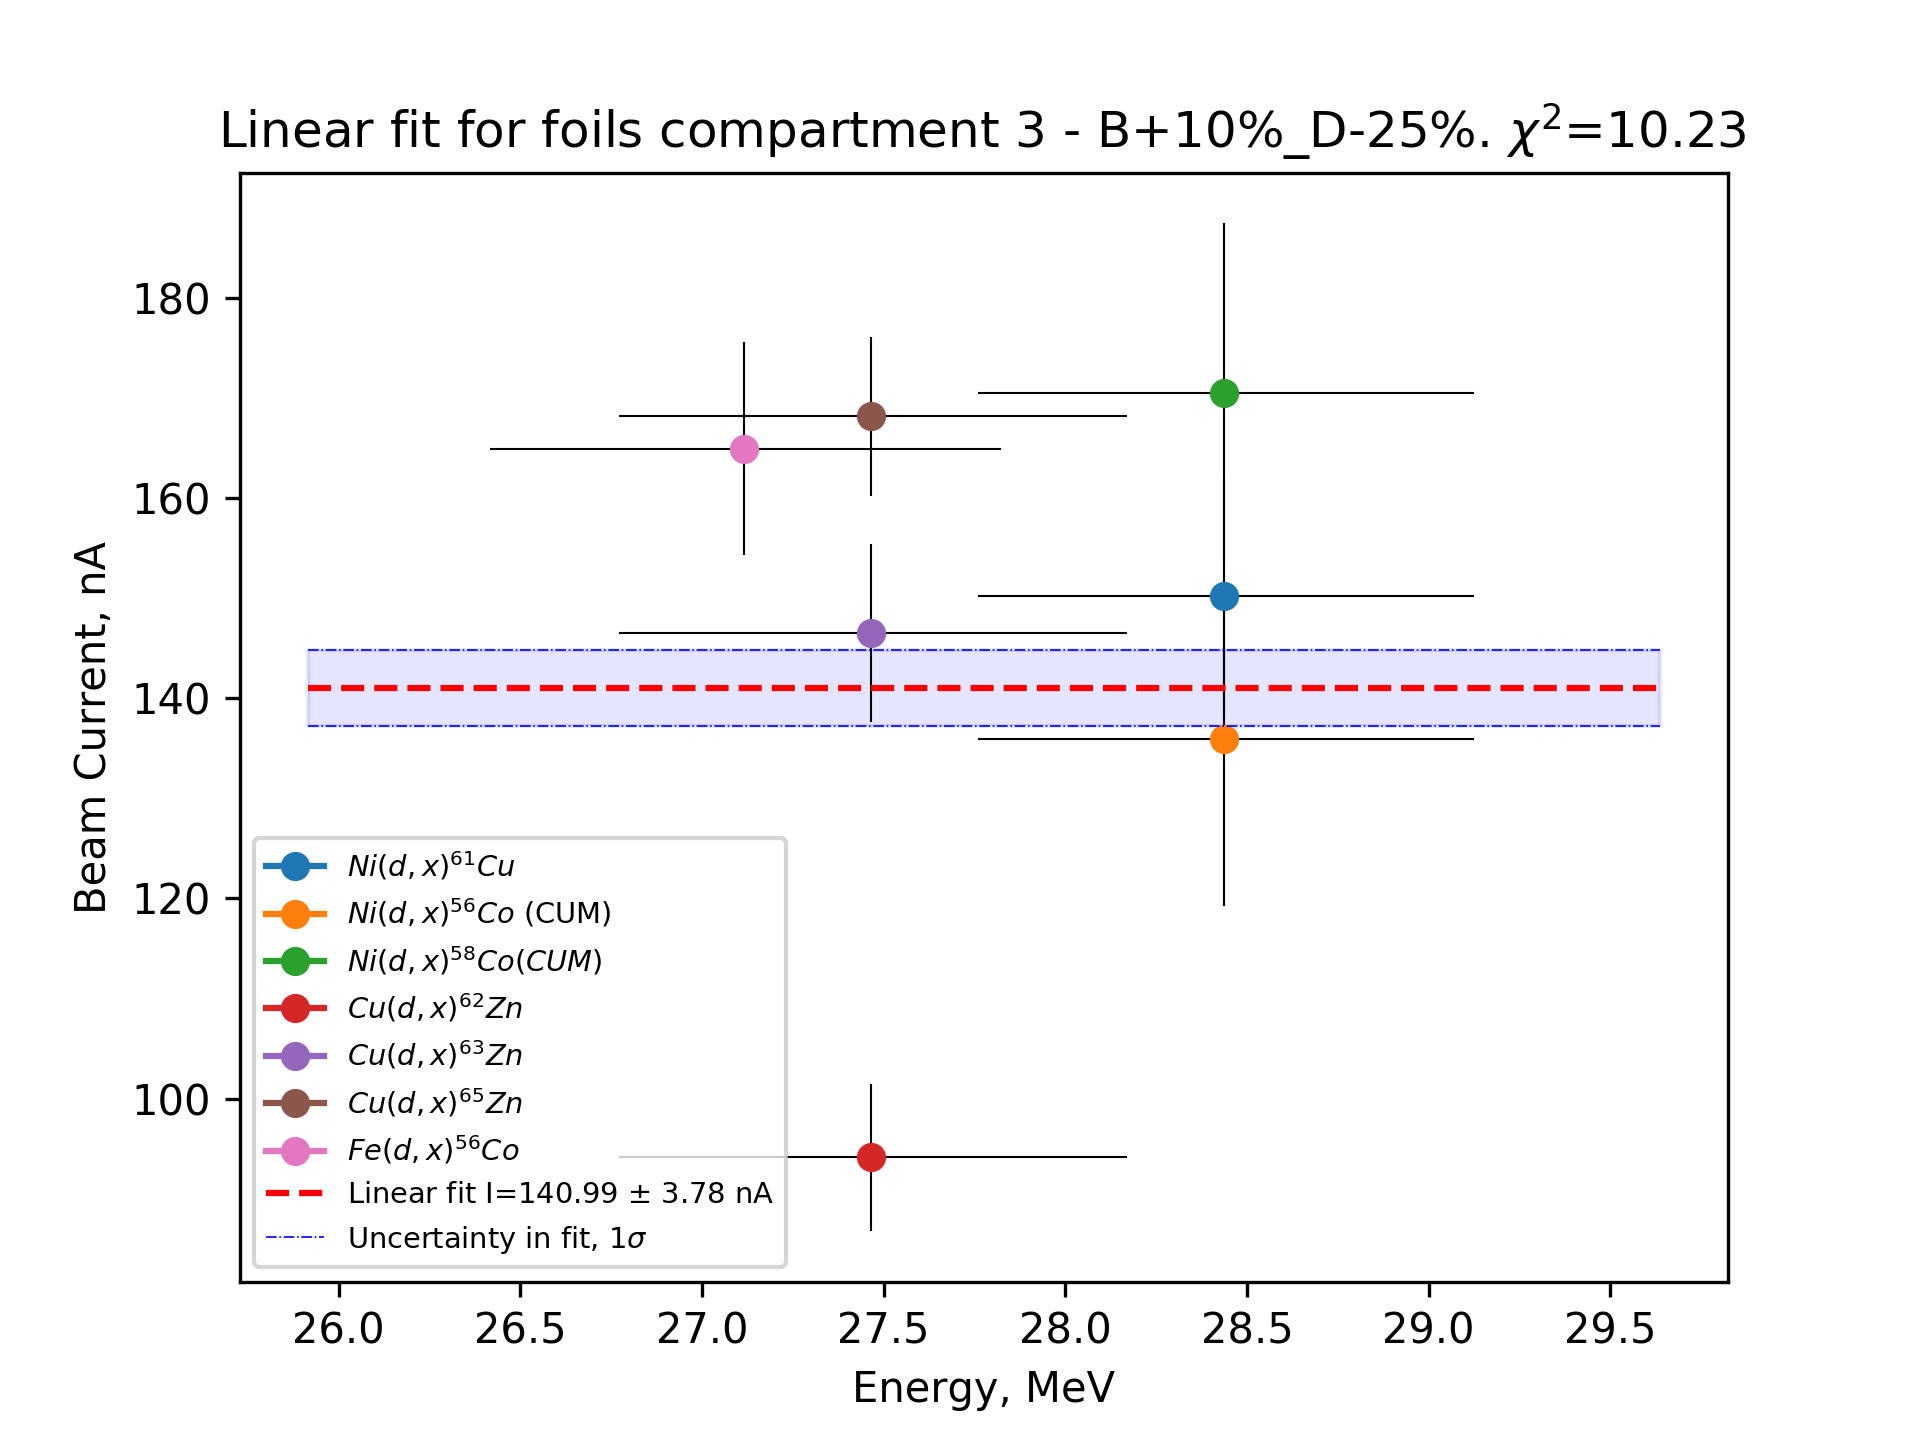 Linear fit for foils compartment 3 - B+10%_D-25%. χ²=10.23
180
160
140
120
100
Beam Current, nA
Ni(d, x)⁶¹Cu
Ni(d, x)⁵⁶Co (CUM)
Ni(d, x)⁵⁸Co(CUM)
Cu(d, x)⁶²Zn
Cu(d, x)⁶³Zn
Cu(d, x)⁶⁵Zn
Fe(d, x)⁵⁶Co
Linear fit I=140.99 ± 3.78 nA
Uncertainty in fit, 1σ
26.0 26.5 27.0 27.5 28.0 28.5 29.0 29.5
Energy, MeV